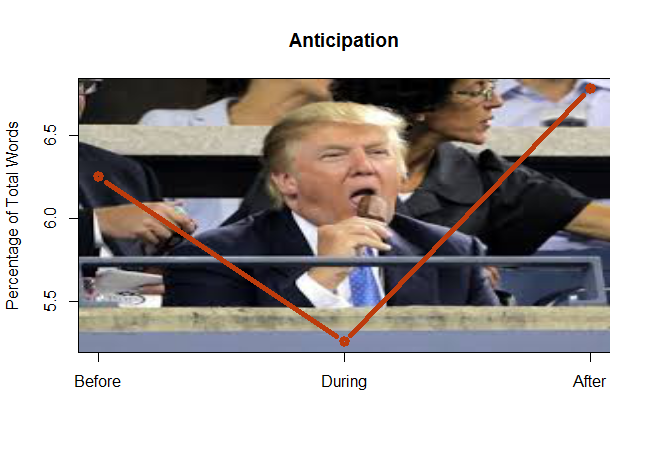 Anticipation
Percentage of Total Words
6.5
6.0
5.5
Before During After